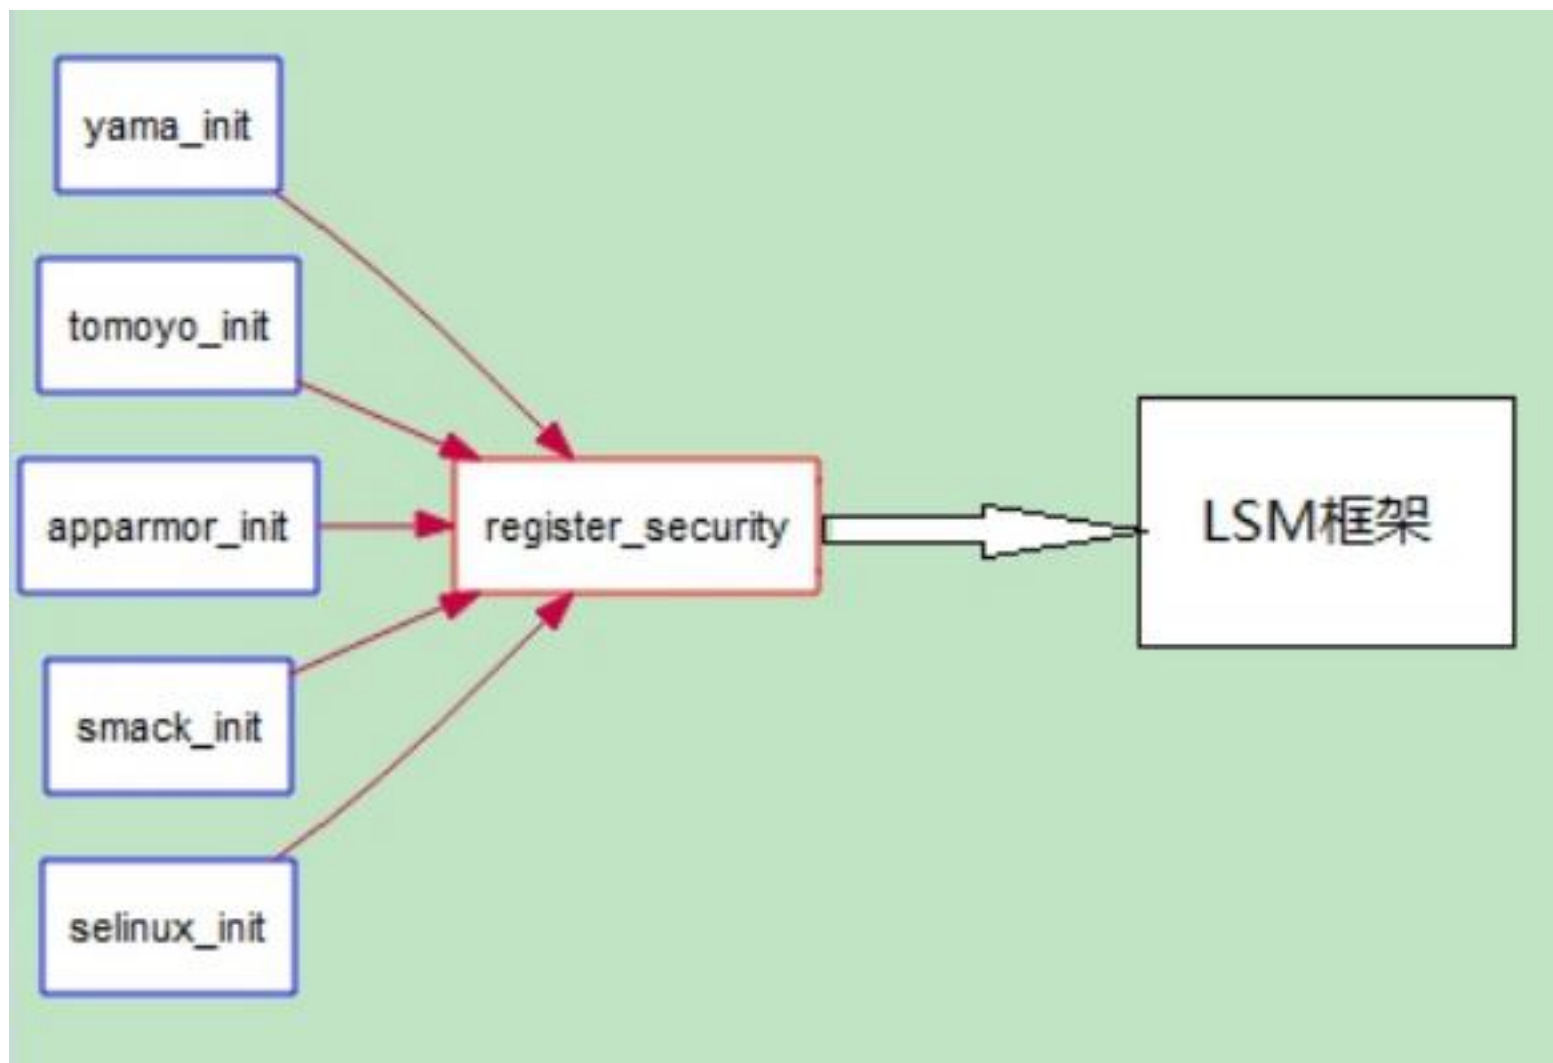 yama_init
tomoyo_init
apparmor_init
register_security
LSM框架
smack_init
selinux_init